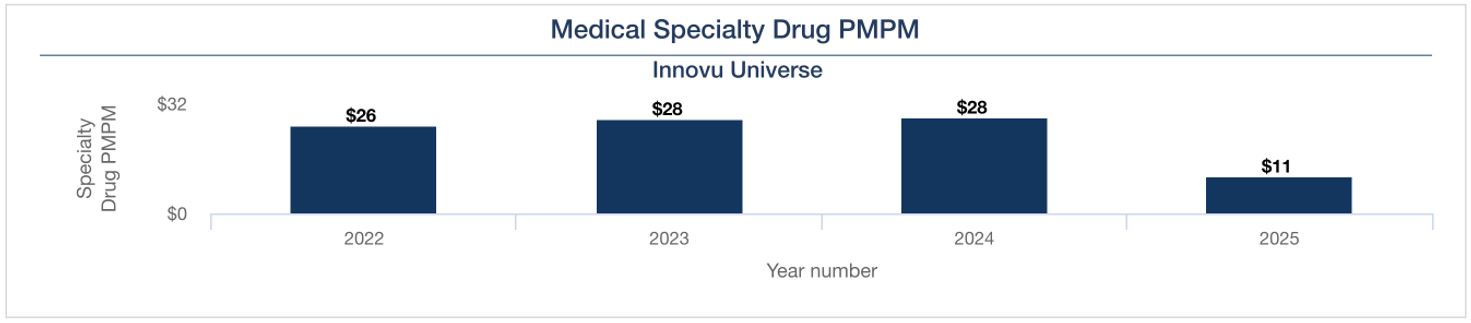 Medical Specialty Drug PMPM
Innovu Universe
Specialty
Drug PMPM
$32
$0
$26
$28
$28
$11
2022
2023
2024
2025
Year number